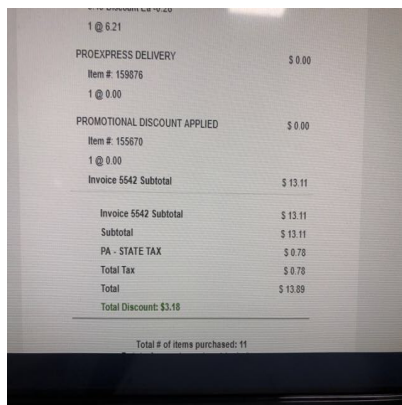 1 @ 6.21
PROEXPRESS DELIVERY $ 0.00
Item #: 159876
1 @ 0.00
PROMOTIONAL DISCOUNT APPLIED $ 0.00
Item #: 155670
1 @ 0.00
Invoice 5542 Subtotal $ 13.11
Invoice 5542 Subtotal $ 13.11
Subtotal $ 13.11
PA - STATE TAX $ 0.78
Total Tax $ 0.78
Total $ 13.89
Total Discount: $3.18
Total # of items purchased: 11